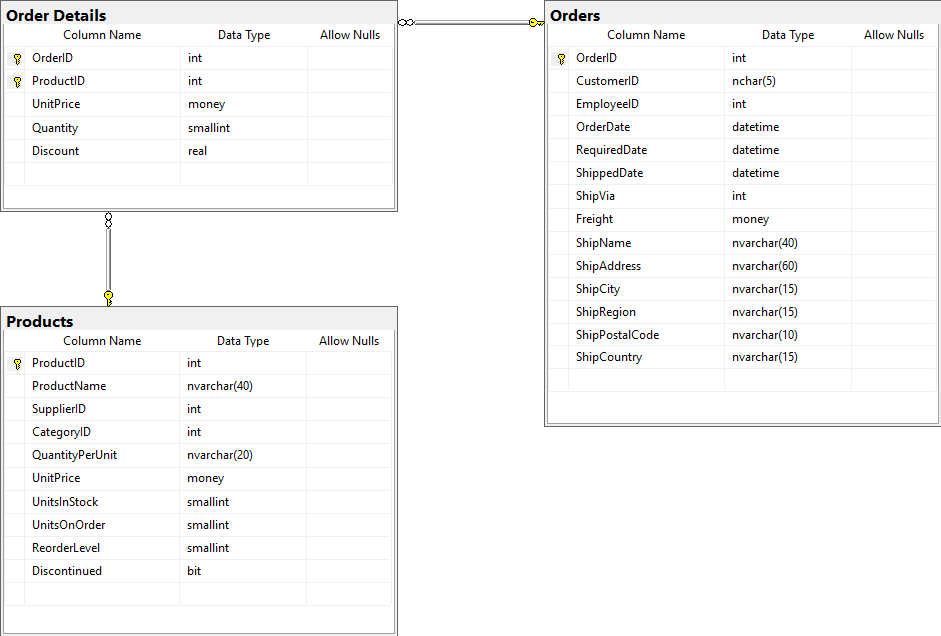 Order Details
Column Name Data Type Allow Nulls
OrderID int
ProductID int
UnitPrice money
Quantity smallint
Discount real
Orders
Column Name Data Type Allow Nulls
OrderID int
CustomerID nchar(5)
EmployeeID int
OrderDate datetime
RequiredDate datetime
ShippedDate datetime
ShipVia int
Freight money
ShipName nvarchar(40)
ShipAddress nvarchar(60)
ShipCity nvarchar(15)
ShipRegion nvarchar(15)
ShipPostalCode nvarchar(10)
ShipCountry nvarchar(15)
Products
Column Name Data Type Allow Nulls
ProductID int
ProductName nvarchar(40)
SupplierID int
CategoryID int
QuantityPerUnit nvarchar(20)
UnitPrice money
UnitsInStock smallint
UnitsOnOrder smallint
ReorderLevel smallint
Discontinued bit